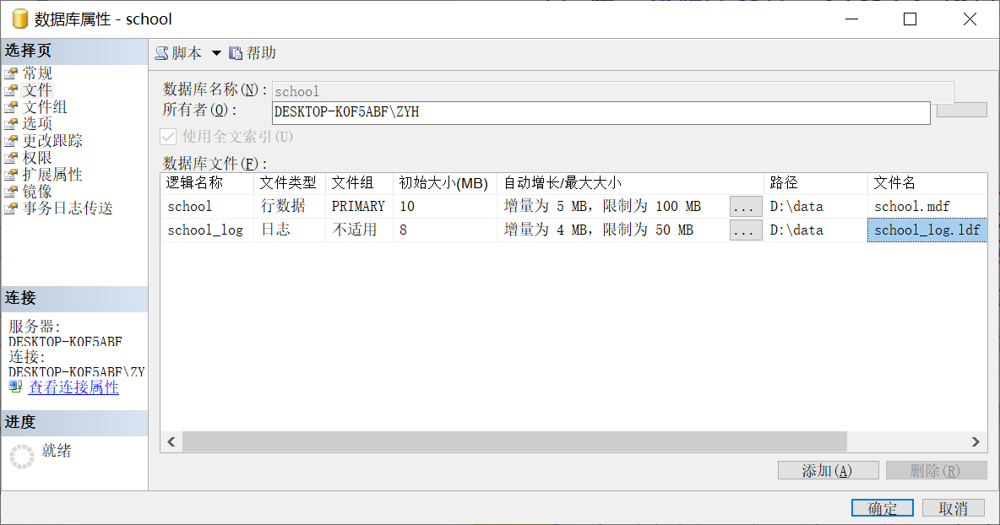 数据库属性 - school
选择页
常规
文件
文件组
选项
更改跟踪
权限
扩展属性
镜像
事务日志传送
连接
服务器:
DESKTOP-K0F5ABF
连接:
DESKTOP-K0F5ABF\ZY
查看连接属性
进度
就绪
脚本 帮助
数据库名称(N): school
所有者(O): DESKTOP-K0F5ABF\ZYH
使用全文索引(U)
数据库文件(F):
逻辑名称 文件类型 文件组 初始大小(MB) 自动增长/最大大小 路径 文件名
school 行数据 PRIMARY 10 增量为 5 MB，限制为 100 MB ... D:\data school.mdf
school_log 日志 不适用 8 增量为 4 MB，限制为 50 MB ... D:\data school_log.ldf
添加(A) 删除(R)
确定 取消